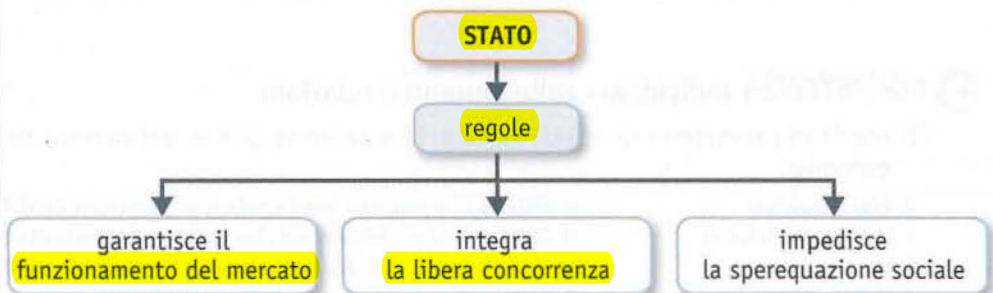 STATO
regole
garantisce il
funzionamento del mercato
integra
la libera concorrenza
impedisce
la sperequazione sociale